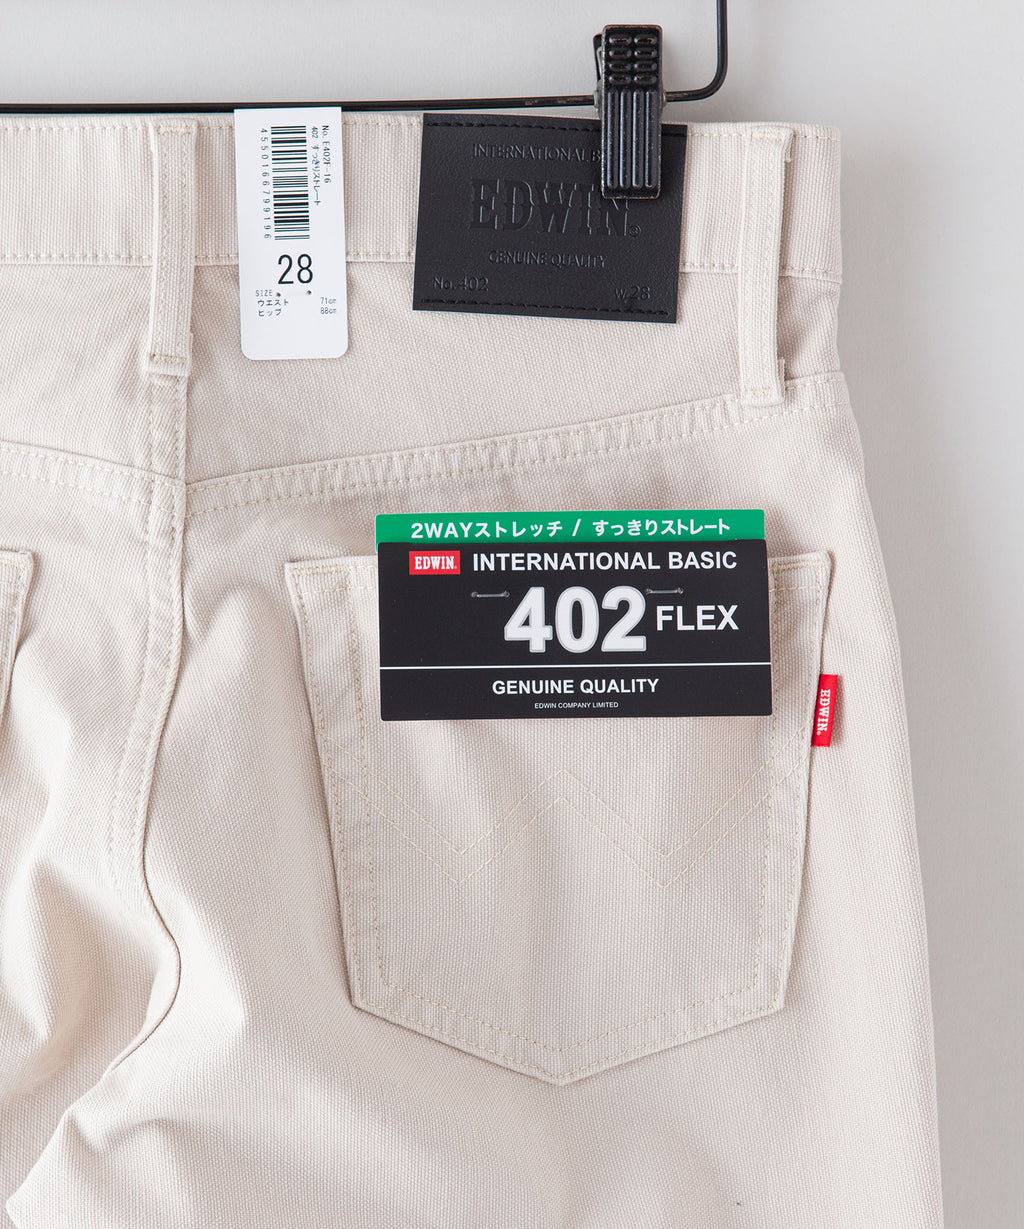 No. E402F-16
402 すっきりストレート
4550166799196
28
SIZE
ウエスト 71cm
ヒップ 88cm
INTERNATIONAL
EDWIN®
GENUINE QUALITY
No.402 W.28
2WAYストレッチ / すっきりストレート
EDWIN® INTERNATIONAL BASIC
402 FLEX
GENUINE QUALITY
EDWIN COMPANY LIMITED
EDWIN®